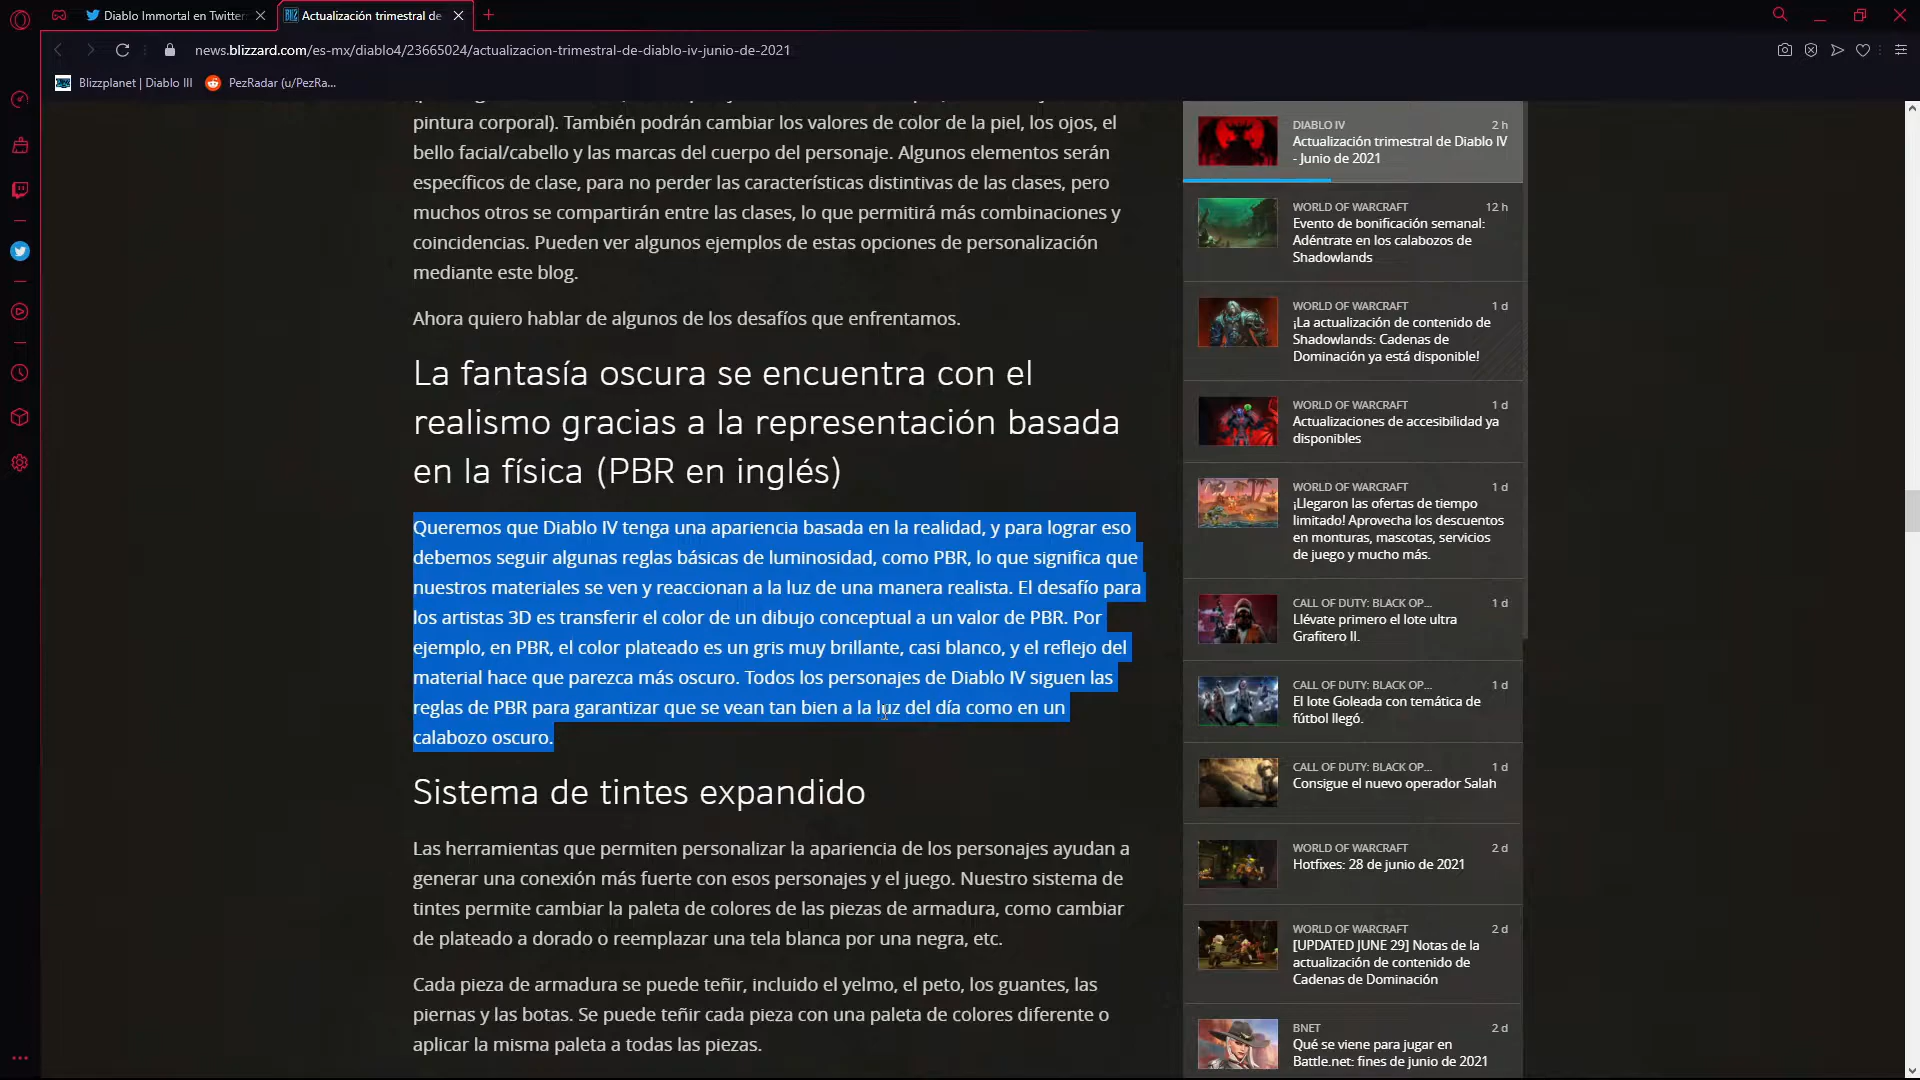 Diablo Immortal en Twitter
Actualización trimestral de
news.blizzard.com/es-mx/diablo4/23665024/actualizacion-trimestral-de-diablo-iv-junio-de-2021
Blizzplanet | Diablo III
PezRadar (u/PezRa...
pintura corporal). También podrán cambiar los valores de color de la piel, los ojos, el
bello facial/cabello y las marcas del cuerpo del personaje. Algunos elementos serán
específicos de clase, para no perder las características distintivas de las clases, pero
muchos otros se compartirán entre las clases, lo que permitirá más combinaciones y
coincidencias. Pueden ver algunos ejemplos de estas opciones de personalización
mediante este blog.
Ahora quiero hablar de algunos de los desafíos que enfrentamos.
La fantasía oscura se encuentra con el
realismo gracias a la representación basada
en la física (PBR en inglés)
Queremos que Diablo IV tenga una apariencia basada en la realidad, y para lograr eso
debemos seguir algunas reglas básicas de luminosidad, como PBR, lo que significa que
nuestros materiales se ven y reaccionan a la luz de una manera realista. El desafío para
los artistas 3D es transferir el color de un dibujo conceptual a un valor de PBR. Por
ejemplo, en PBR, el color plateado es un gris muy brillante, casi blanco, y el reflejo del
material hace que parezca más oscuro. Todos los personajes de Diablo IV siguen las
reglas de PBR para garantizar que se vean tan bien a la luz del día como en un
calabozo oscuro.
Sistema de tintes expandido
Las herramientas que permiten personalizar la apariencia de los personajes ayudan a
generar una conexión más fuerte con esos personajes y el juego. Nuestro sistema de
tintes permite cambiar la paleta de colores de las piezas de armadura, como cambiar
de plateado a dorado o reemplazar una tela blanca por una negra, etc.
Cada pieza de armadura se puede teñir, incluido el yelmo, el peto, los guantes, las
piernas y las botas. Se puede teñir cada pieza con una paleta de colores diferente o
aplicar la misma paleta a todas las piezas.
DIABLO IV 2 h
Actualización trimestral de Diablo IV
- Junio de 2021
WORLD OF WARCRAFT 12 h
Evento de bonificación semanal:
Adéntrate en los calabozos de
Shadowlands
WORLD OF WARCRAFT 1 d
¡La actualización de contenido de
Shadowlands: Cadenas de
Dominación ya está disponible!
WORLD OF WARCRAFT 1 d
Actualizaciones de accesibilidad ya
disponibles
WORLD OF WARCRAFT 1 d
¡Llegaron las ofertas de tiempo
limitado! Aprovecha los descuentos
en monturas, mascotas, servicios
de juego y mucho más.
CALL OF DUTY: BLACK OP... 1 d
Llévate primero el lote ultra
Grafitero II.
CALL OF DUTY: BLACK OP... 1 d
El lote Goleada con temática de
fútbol llegó.
CALL OF DUTY: BLACK OP... 1 d
Consigue el nuevo operador Salah
WORLD OF WARCRAFT 2 d
Hotfixes: 28 de junio de 2021
WORLD OF WARCRAFT 2 d
[UPDATED JUNE 29] Notas de la
actualización de contenido de
Cadenas de Dominación
BNET 2 d
Qué se viene para jugar en
Battle.net: fines de junio de 2021